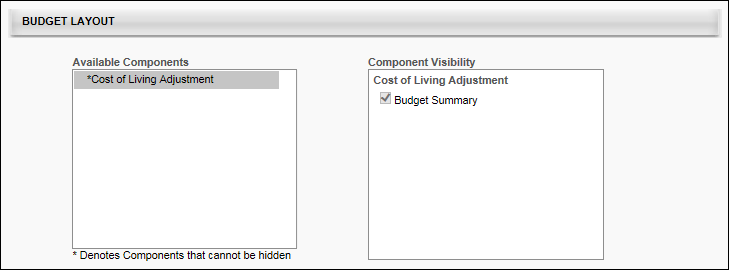 BUDGET LAYOUT
Available Components
*Cost of Living Adjustment
* Denotes Components that cannot be hidden
Component Visibility
Cost of Living Adjustment
Budget Summary